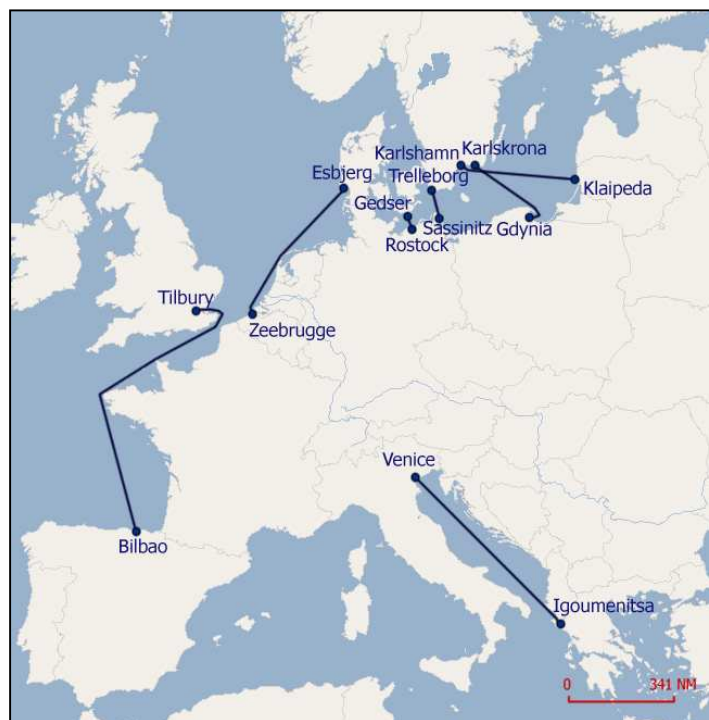 Karlshamn Karlskrona
Esbjerg Trelleborg
Klaipeda
Gedser
Sassinitz Gdynia
Rostock
Tilbury
Zeebrugge
Venice
Bilbao
Igoumenitsa
0 341 NM